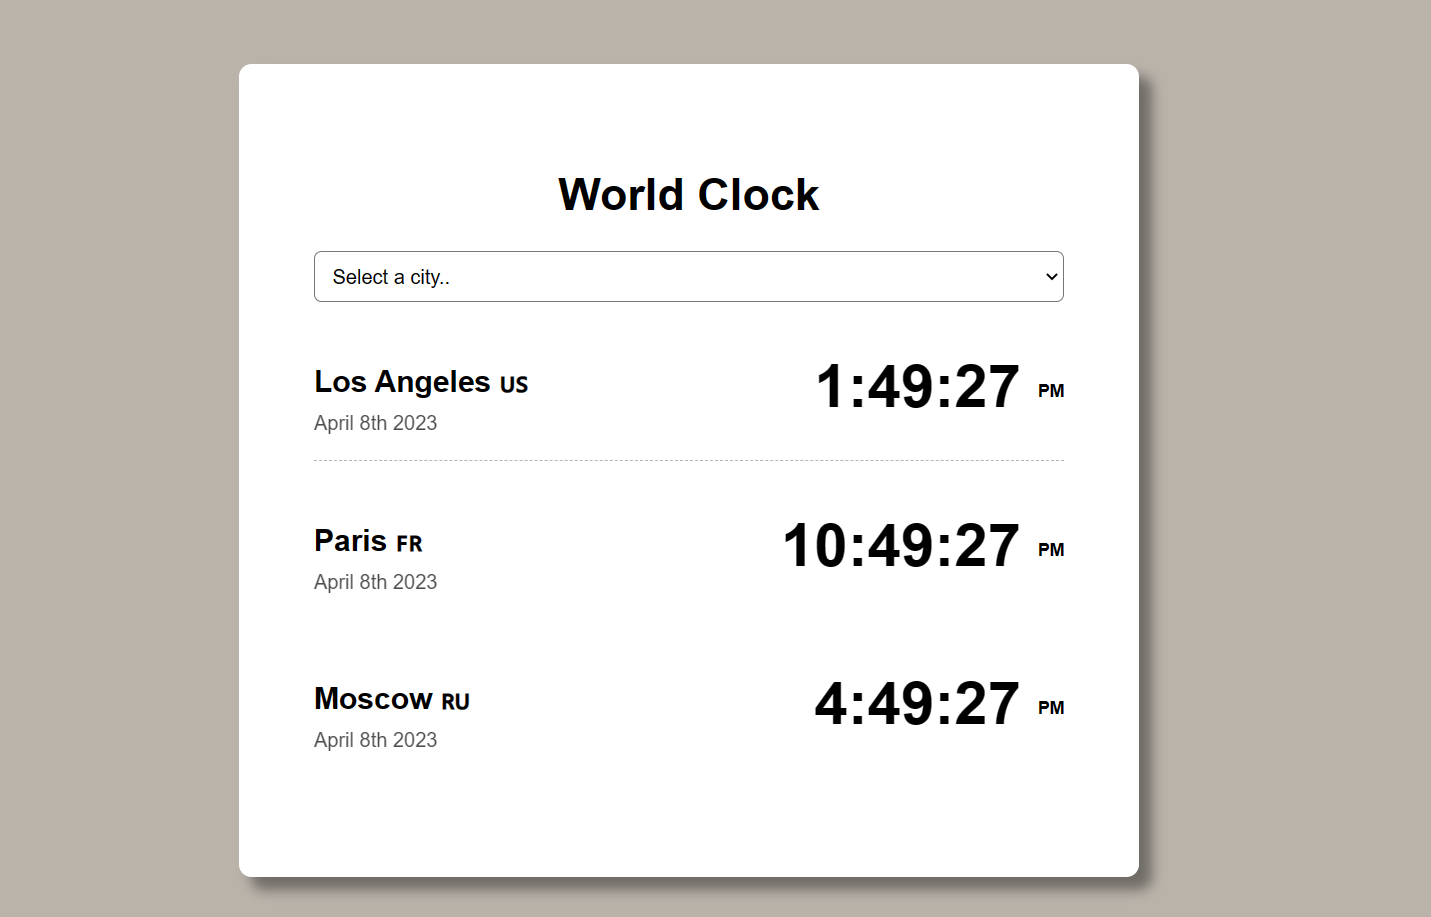 World Clock
Select a city..
Los Angeles US
1:49:27 PM
April 8th 2023
Paris FR
10:49:27 PM
April 8th 2023
Moscow RU
4:49:27 PM
April 8th 2023